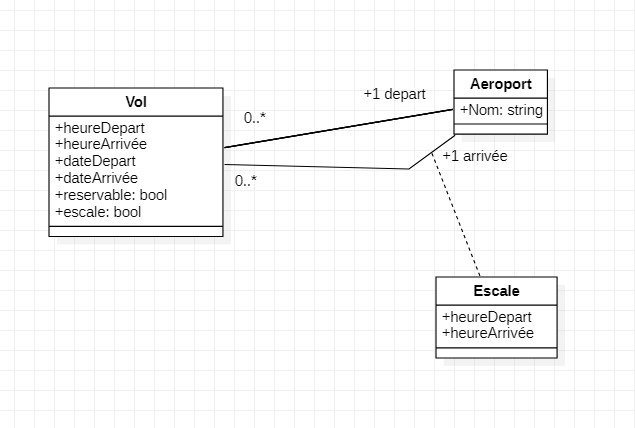 Vol
+heureDepart
+heureArrivée
+dateDepart
+dateArrivée
+reservable: bool
+escale: bool
0..*
0..*
+1 depart
+1 arrivée
Aeroport
+Nom: string
Escale
+heureDepart
+heureArrivée